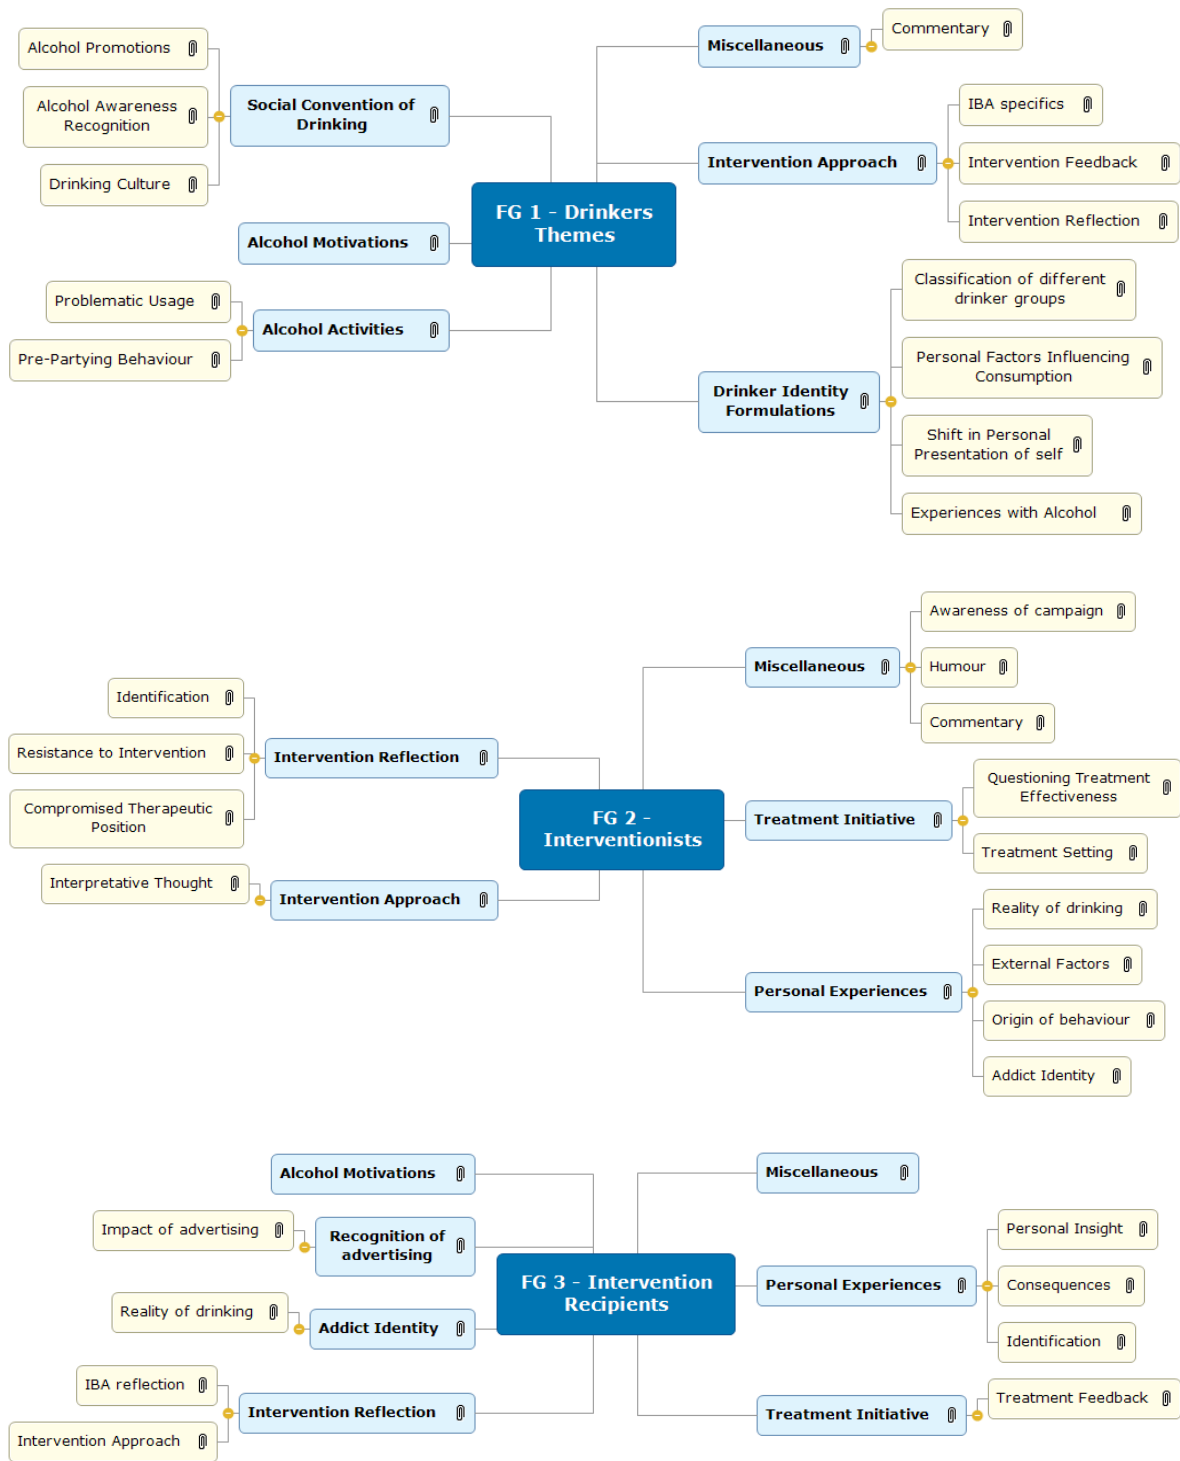 Alcohol Promotions
Alcohol Awareness
Recognition
Drinking Culture
Social Convention of
Drinking
Alcohol Motivations
Problematic Usage
Pre-Partying Behaviour
Alcohol Activities
FG 1 - Drinkers
Themes
Miscellaneous
Commentary
Intervention Approach
IBA specifics
Intervention Feedback
Intervention Reflection
Drinker Identity
Formulations
Classification of different
drinker groups
Personal Factors Influencing
Consumption
Shift in Personal
Presentation of self
Experiences with Alcohol
Identification
Resistance to Intervention
Compromised Therapeutic
Position
Intervention Reflection
Interpretative Thought
Intervention Approach
FG 2 -
Interventionists
Miscellaneous
Awareness of campaign
Humour
Commentary
Treatment Initiative
Questioning Treatment
Effectiveness
Treatment Setting
Personal Experiences
Reality of drinking
External Factors
Origin of behaviour
Addict Identity
Alcohol Motivations
Impact of advertising
Recognition of
advertising
Reality of drinking
Addict Identity
IBA reflection
Intervention Approach
Intervention Reflection
FG 3 - Intervention
Recipients
Miscellaneous
Personal Experiences
Personal Insight
Consequences
Identification
Treatment Initiative
Treatment Feedback